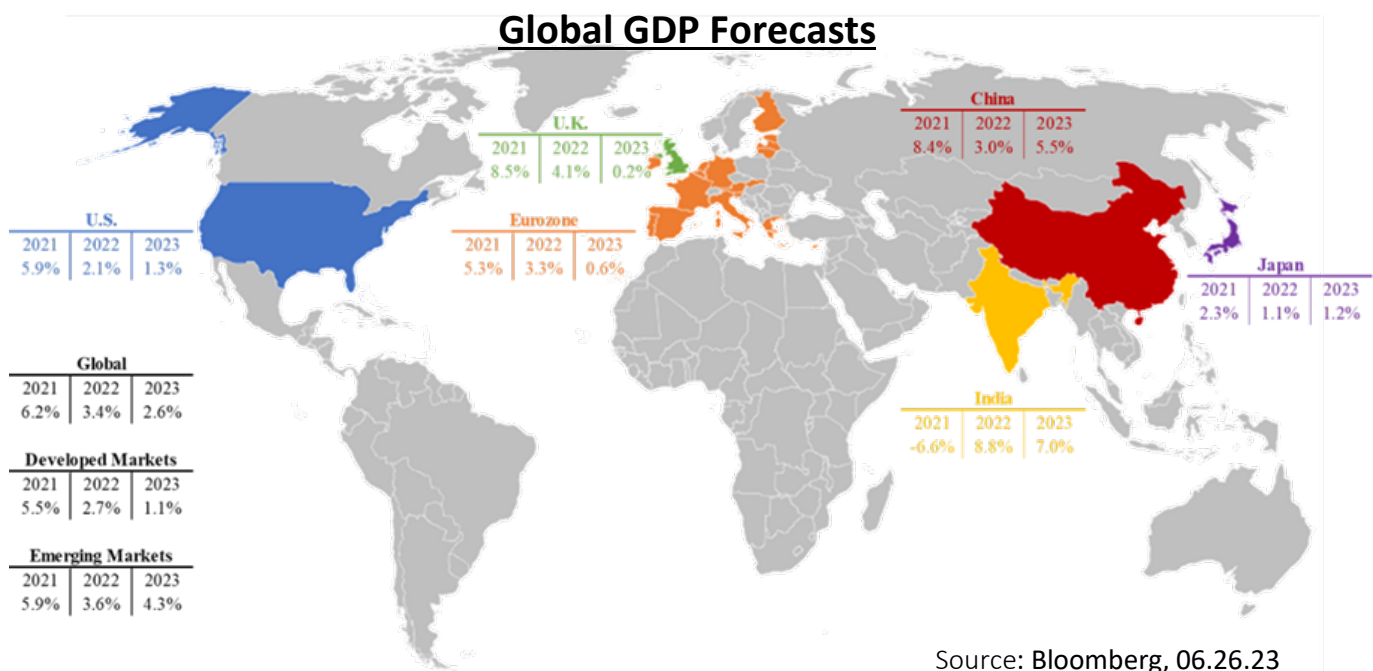 Global GDP Forecasts
China
2021 2022 2023
8.4% 3.0% 5.5%
U.K.
2021 2022 2023
8.5% 4.1% 0.2%
U.S.
2021 2022 2023
5.9% 2.1% 1.3%
Eurozone
2021 2022 2023
5.3% 3.3% 0.6%
Japan
2021 2022 2023
2.3% 1.1% 1.2%
Global
2021 2022 2023
6.2% 3.4% 2.6%
India
2021 2022 2023
-6.6% 8.8% 7.0%
Developed Markets
2021 2022 2023
5.5% 2.7% 1.1%
Emerging Markets
2021 2022 2023
5.9% 3.6% 4.3%
Source: Bloomberg, 06.26.23